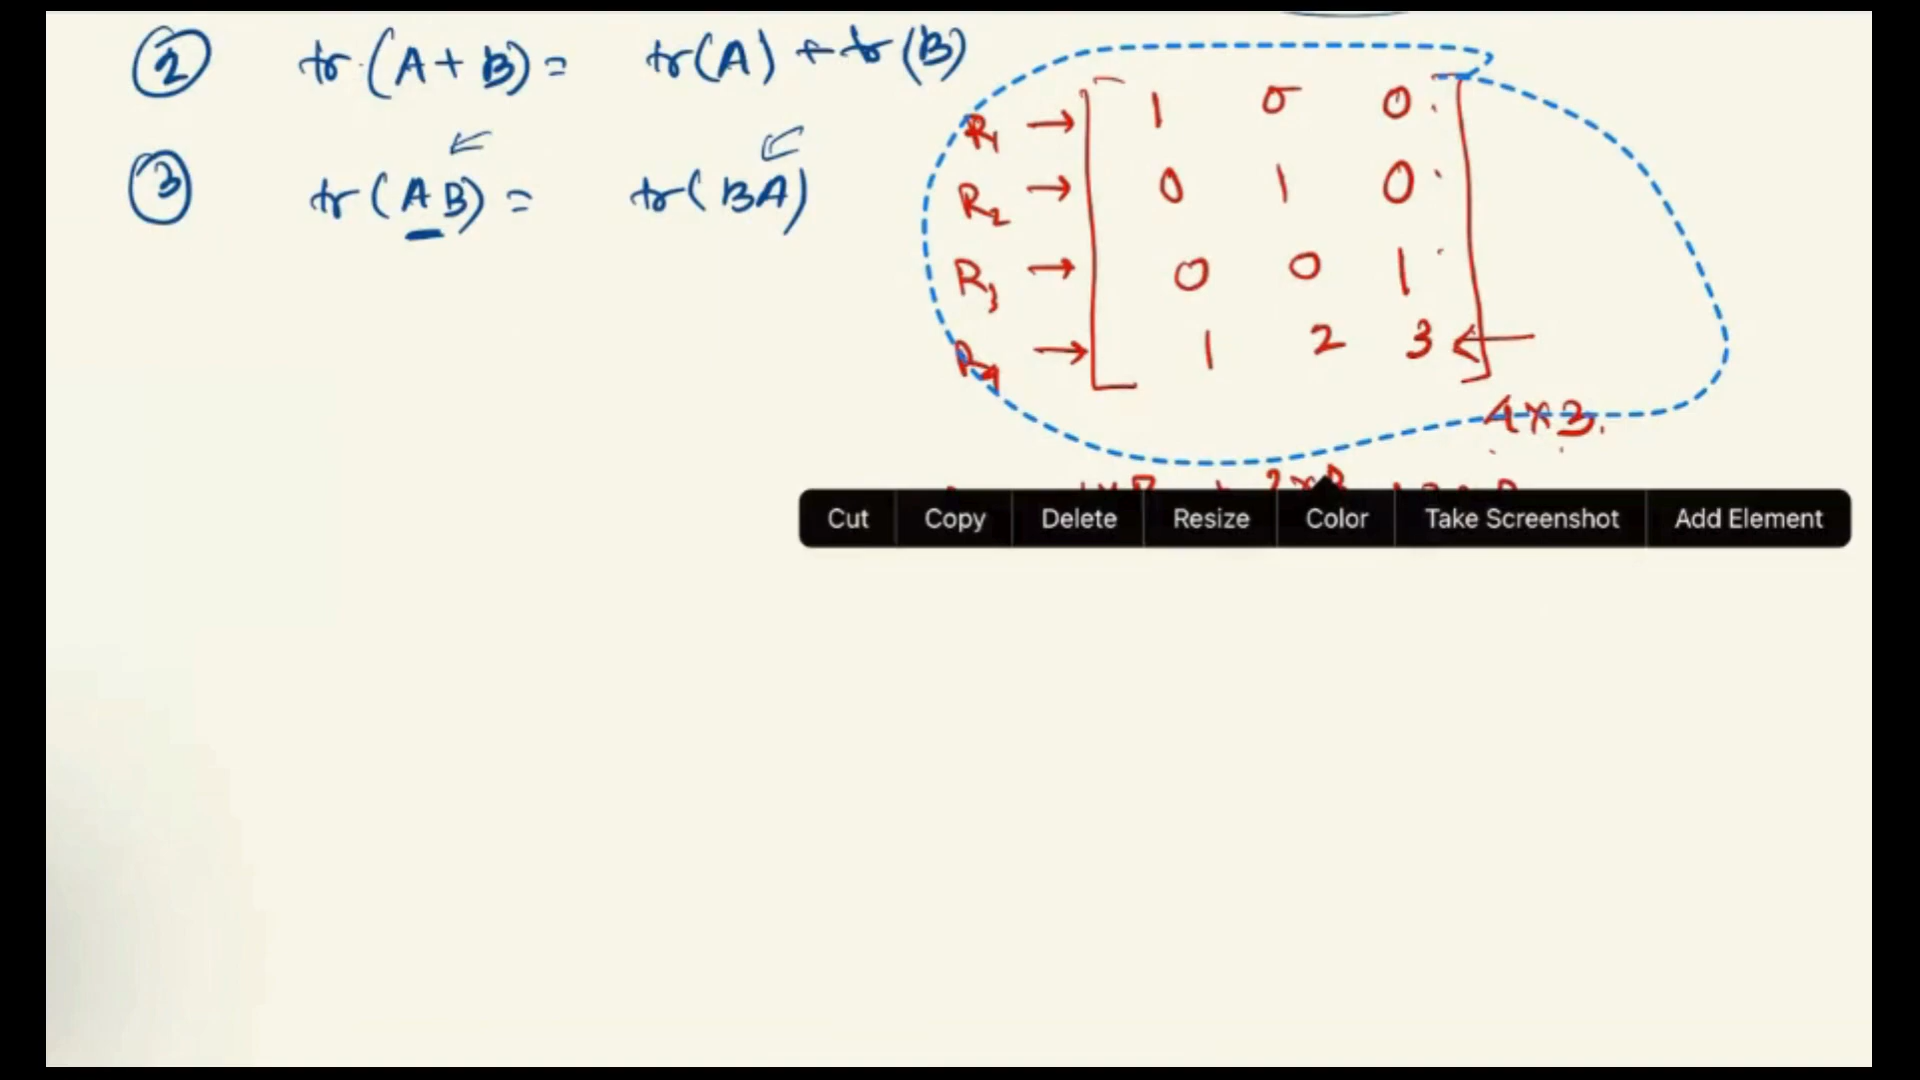 ② tr(A+B) = tr(A) + tr(B)
③ tr(AB) = tr(BA)
R₁ → 1 0 0
R₂ → 0 1 0
R₃ → 0 0 1
R₄ → 1 2 3 ←
4×3.
Cut Copy Delete Resize Color Take Screenshot Add Element